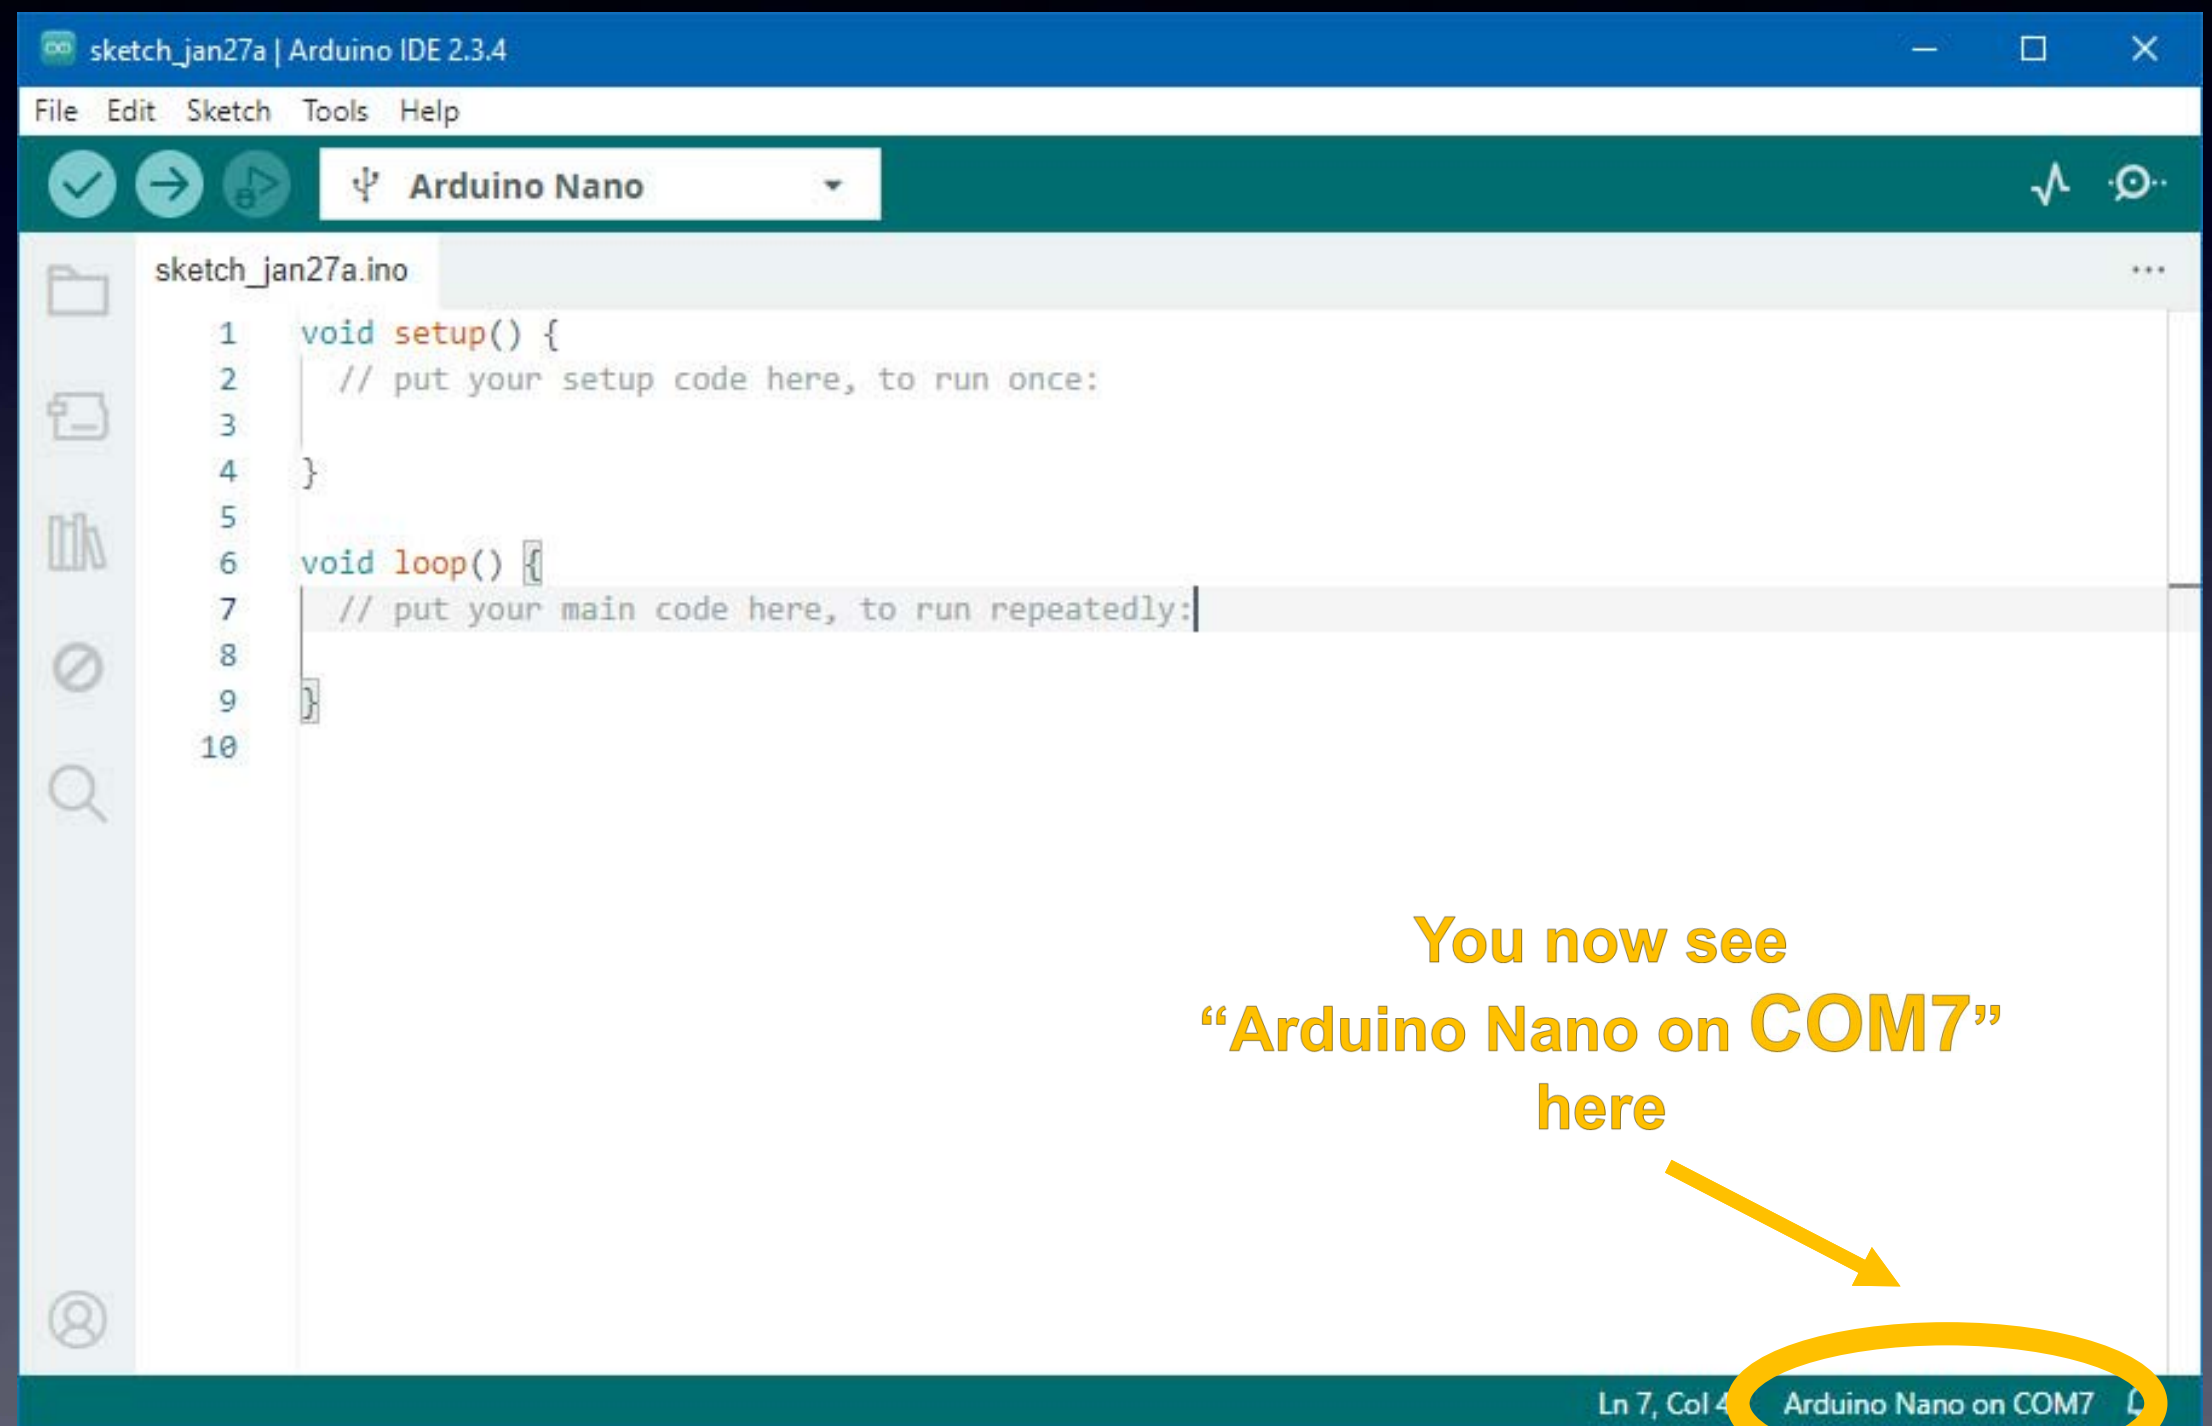 sketch_jan27a | Arduino IDE 2.3.4
File Edit Sketch Tools Help
Arduino Nano
sketch_jan27a.ino
1 void setup() {
2 // put your setup code here, to run once:
3
4 }
5
6 void loop() {
7 // put your main code here, to run repeatedly:
8
9 }
10
You now see
“Arduino Nano on COM7”
here
Ln 7, Col Arduino Nano on COM7